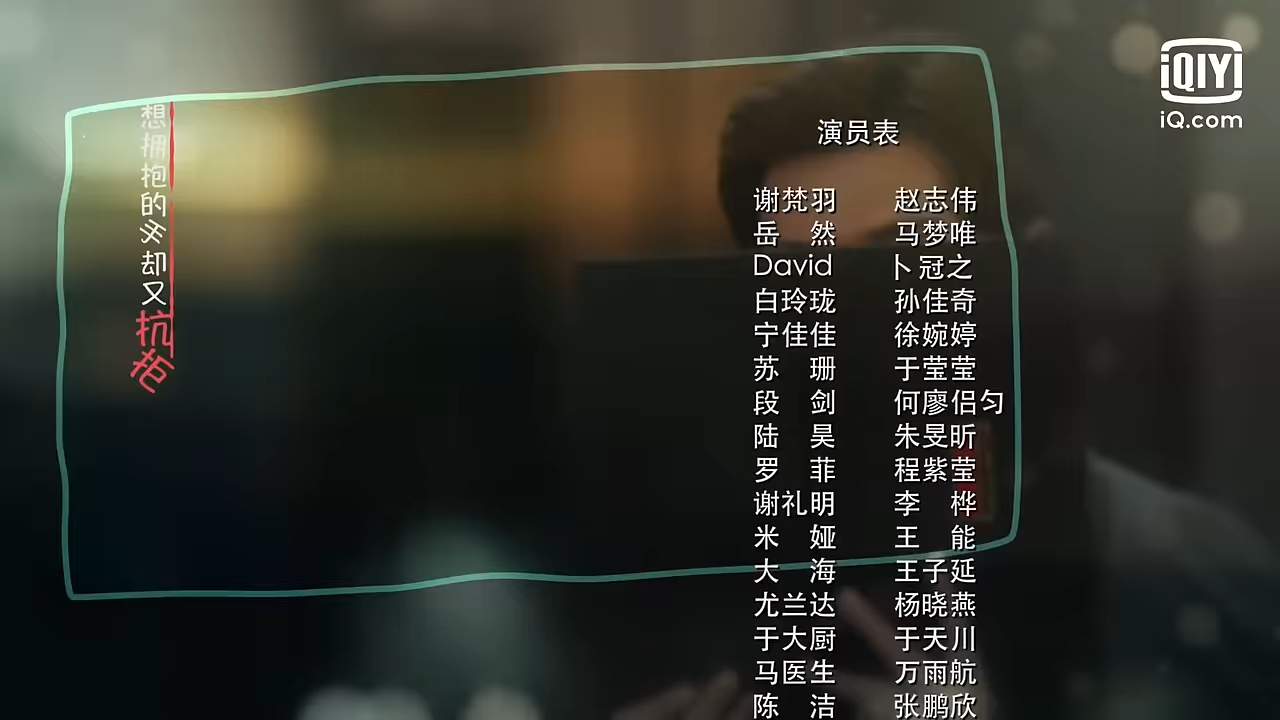 iQIYI
iQ.com
想拥抱的我却又抗拒
演员表
谢梵羽 赵志伟
岳然 马梦唯
David 卜冠之
白玲珑 孙佳奇
宁佳佳 徐婉婷
苏珊 于莹莹
段剑 何廖侣匀
陆昊 朱旻昕
罗菲 程紫莹
谢礼明 李桦
米娅 王能
大海 王子延
尤兰达 杨晓燕
于大厨 于天川
马医生 万雨航
陈洁 张鹏欣